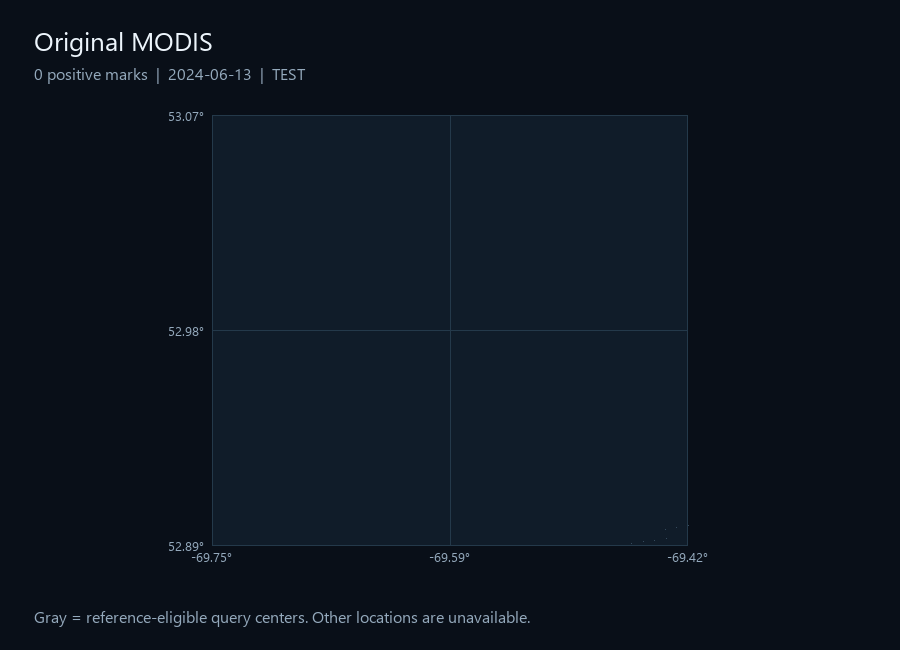 Original MODIS
0 positive marks | 2024-06-13 | TEST
53.07°
52.98°
52.89°
-69.75° -69.59° -69.42°
Gray = reference-eligible query centers. Other locations are unavailable.